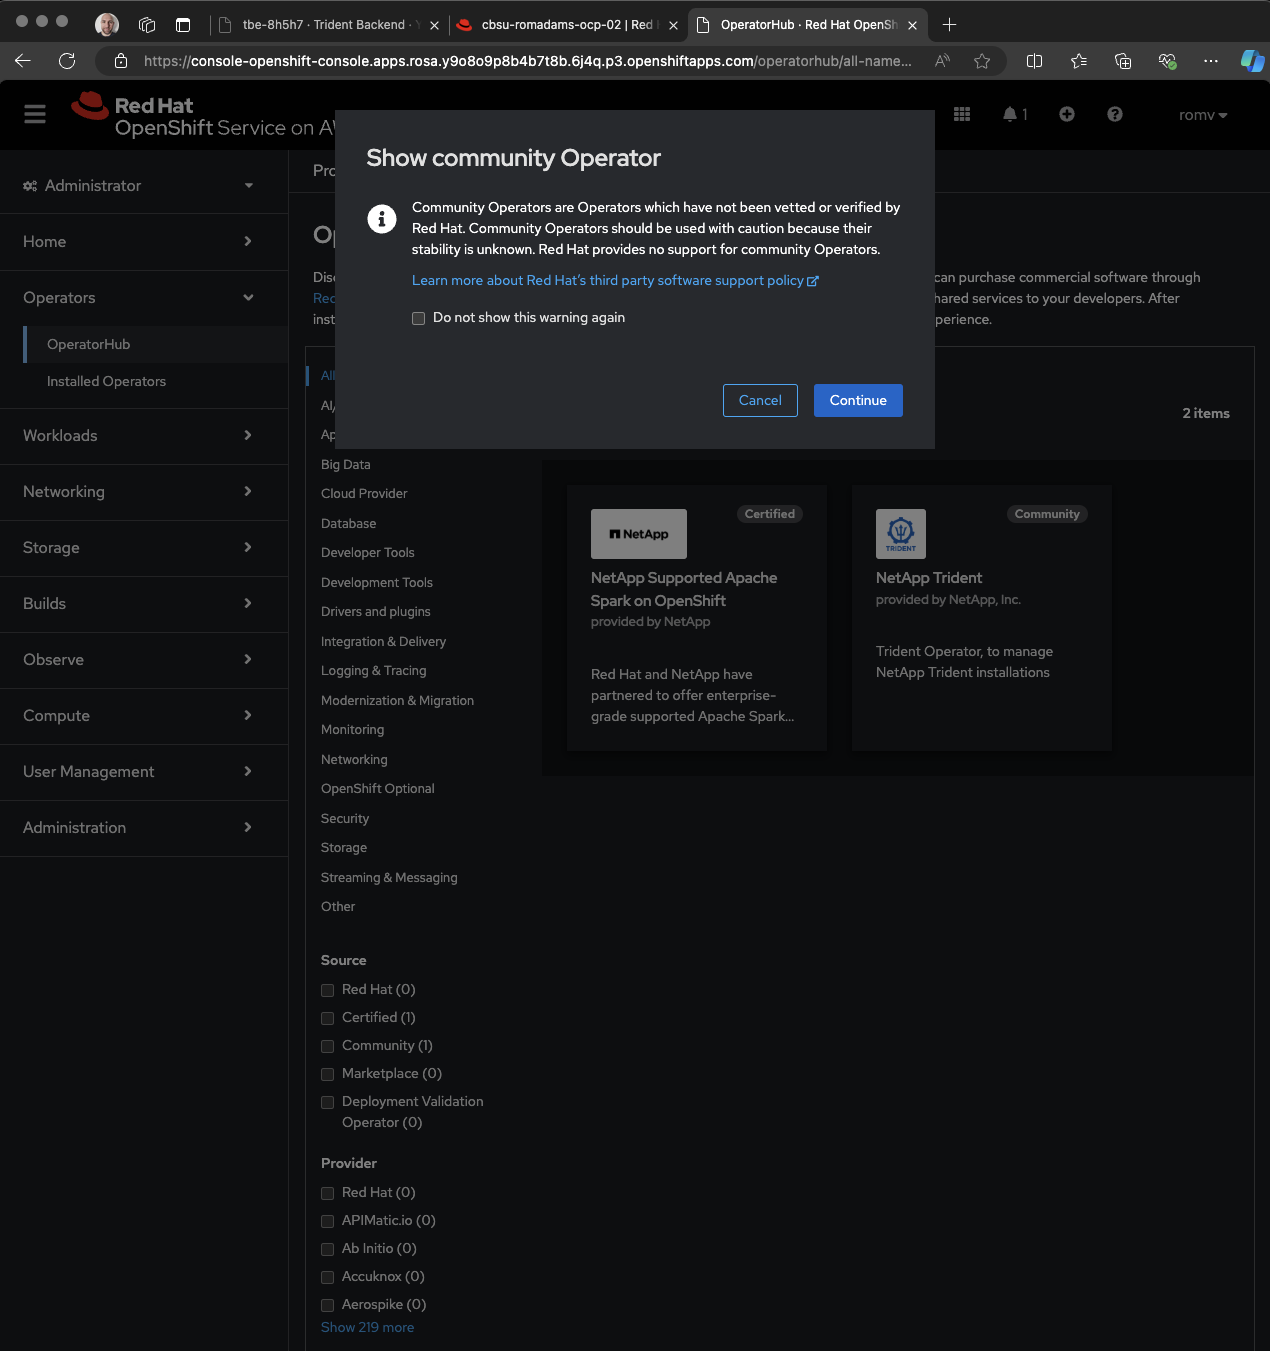 tbe-8h5h7 · Trident Backend ·
cbsu-romadams-ocp-02 | Red
OperatorHub · Red Hat OpenSh
https://console-openshift-console.apps.rosa.y9o8o9p8b4b7t8b.6j4q.p3.openshiftapps.com/operatorhub/all-name...
Red Hat
OpenShift Service on AW
1
romv
Administrator
Home
Operators
OperatorHub
Installed Operators
Workloads
Networking
Storage
Builds
Observe
Compute
User Management
Administration
Show community Operator
Community Operators are Operators which have not been vetted or verified by
Red Hat. Community Operators should be used with caution because their
stability is unknown. Red Hat provides no support for community Operators.
Learn more about Red Hat's third party software support policy
Do not show this warning again
Cancel
Continue
can purchase commercial software through
hared services to your developers. After
inst
perience.
All
AI/
Ap
Big Data
Cloud Provider
Database
Developer Tools
Development Tools
Drivers and plugins
Integration & Delivery
Logging & Tracing
Modernization & Migration
Monitoring
Networking
OpenShift Optional
Security
Storage
Streaming & Messaging
Other
Source
Red Hat (0)
Certified (1)
Community (1)
Marketplace (0)
Deployment Validation
Operator (0)
Provider
Red Hat (0)
APIMatic.io (0)
Ab Initio (0)
Accuknox (0)
Aerospike (0)
Show 219 more
2 items
NetApp
Certified
NetApp Supported Apache
Spark on OpenShift
provided by NetApp
Red Hat and NetApp have
partnered to offer enterprise-
grade supported Apache Spark...
TRIDENT
Community
NetApp Trident
provided by NetApp, Inc.
Trident Operator, to manage
NetApp Trident installations